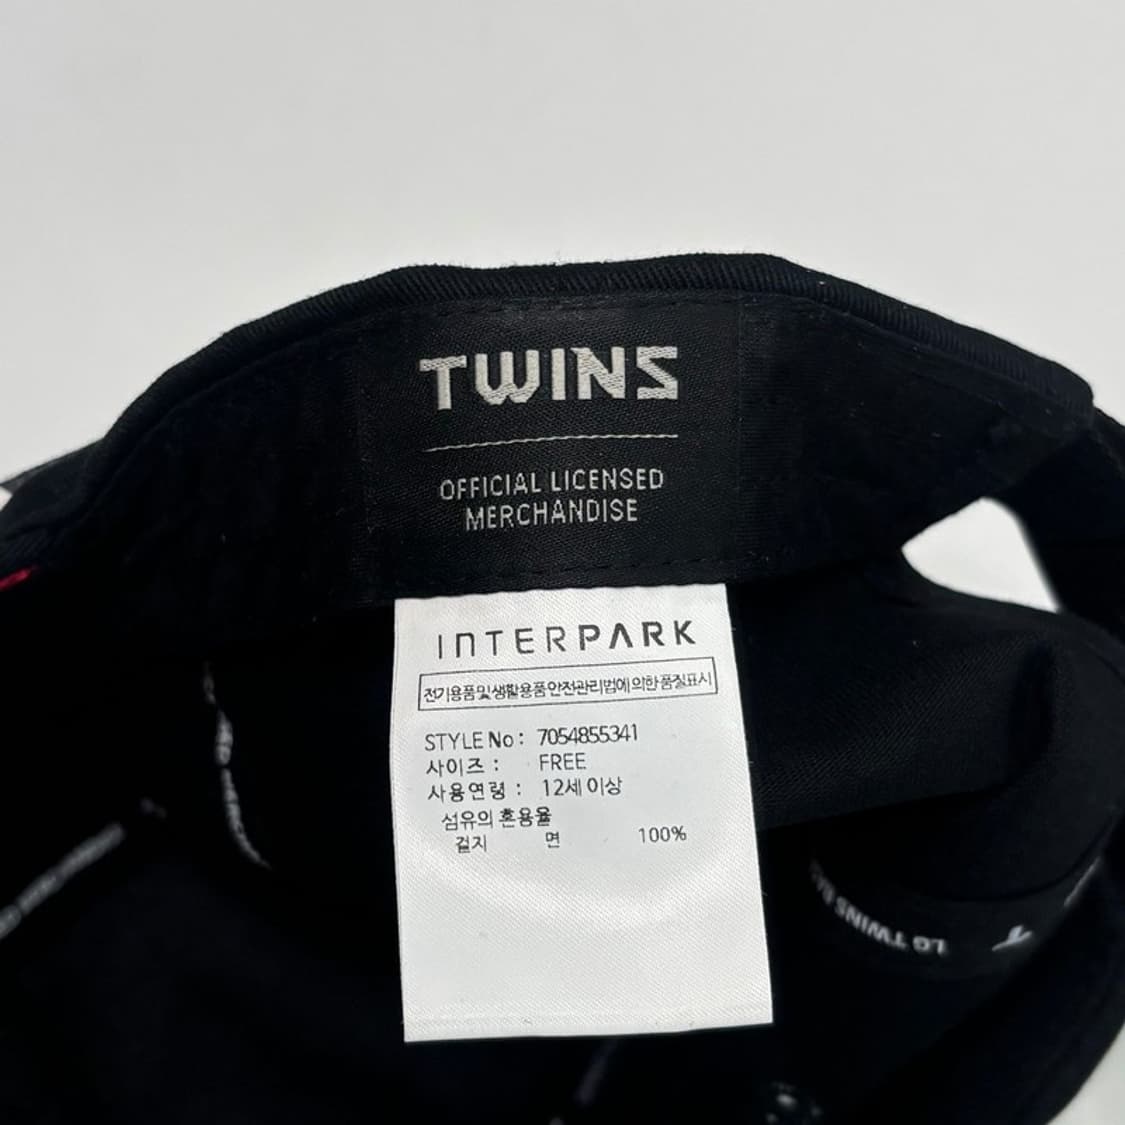 TWINS
OFFICIAL LICENSED
MERCHANDISE
INTERPARK
전기용품및생활용품안전관리법에의한품질표시
STYLE No : 7054855341
사이즈 : FREE
사용연령 : 12세 이상
섬유의 혼용율
겉지 면 100%
LG TWINS